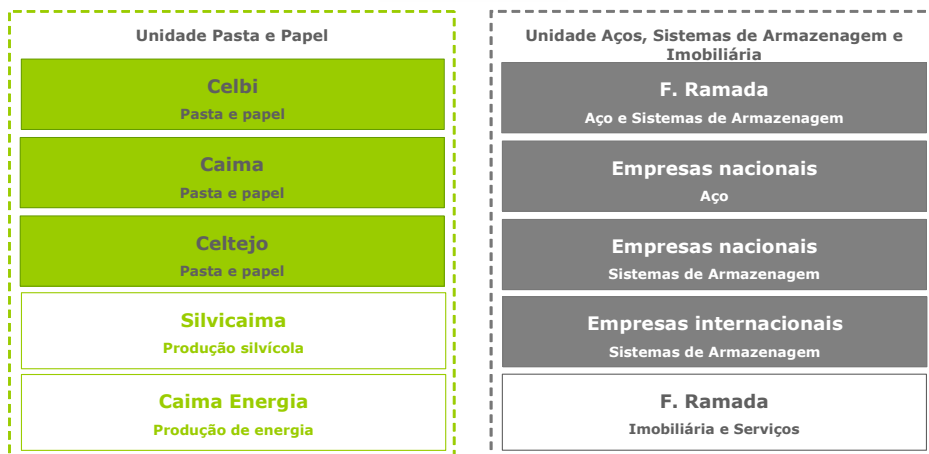 Unidade Pasta e Papel
Celbi
Pasta e papel
Caima
Pasta e papel
Celtejo
Pasta e papel
Silvicaima
Produção silvícola
Caima Energia
Produção de energia
Unidade Aços, Sistemas de Armazenagem e
Imobiliária
F. Ramada
Aço e Sistemas de Armazenagem
Empresas nacionais
Aço
Empresas nacionais
Sistemas de Armazenagem
Empresas internacionais
Sistemas de Armazenagem
F. Ramada
Imobiliária e Serviços